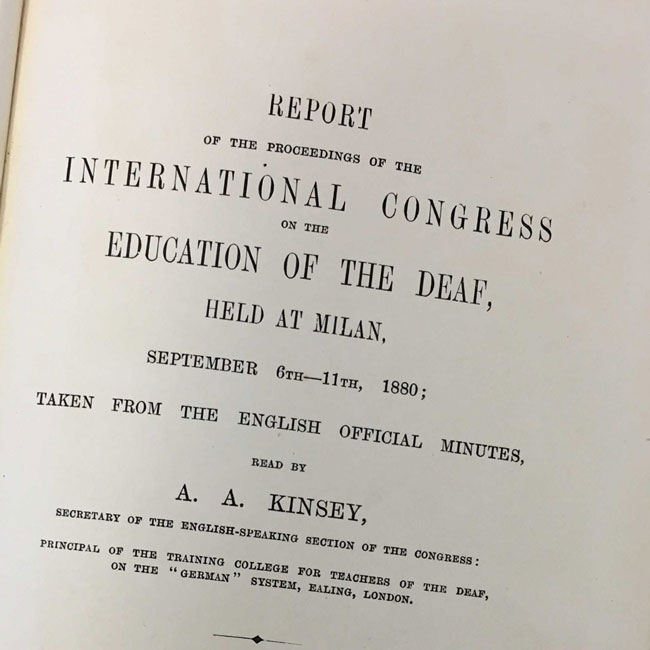 REPORT
OF THE PROCEEDINGS OF THE
INTERNATIONAL CONGRESS
ON THE
EDUCATION OF THE DEAF,
HELD AT MILAN,
SEPTEMBER 6TH—11TH, 1880;
TAKEN FROM THE ENGLISH OFFICIAL MINUTES,
READ BY
A. A. KINSEY,
SECRETARY OF THE ENGLISH-SPEAKING SECTION OF THE CONGRESS:
PRINCIPAL OF THE TRAINING COLLEGE FOR TEACHERS OF THE DEAF,
ON THE "GERMAN" SYSTEM, EALING, LONDON.